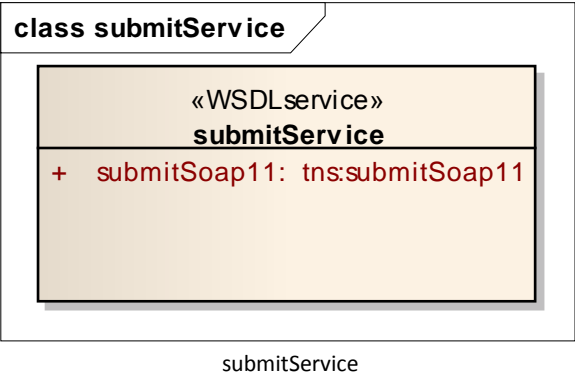 class submitService
«WSDLservice»
submitService
+ submitSoap11: tns:submitSoap11
submitService